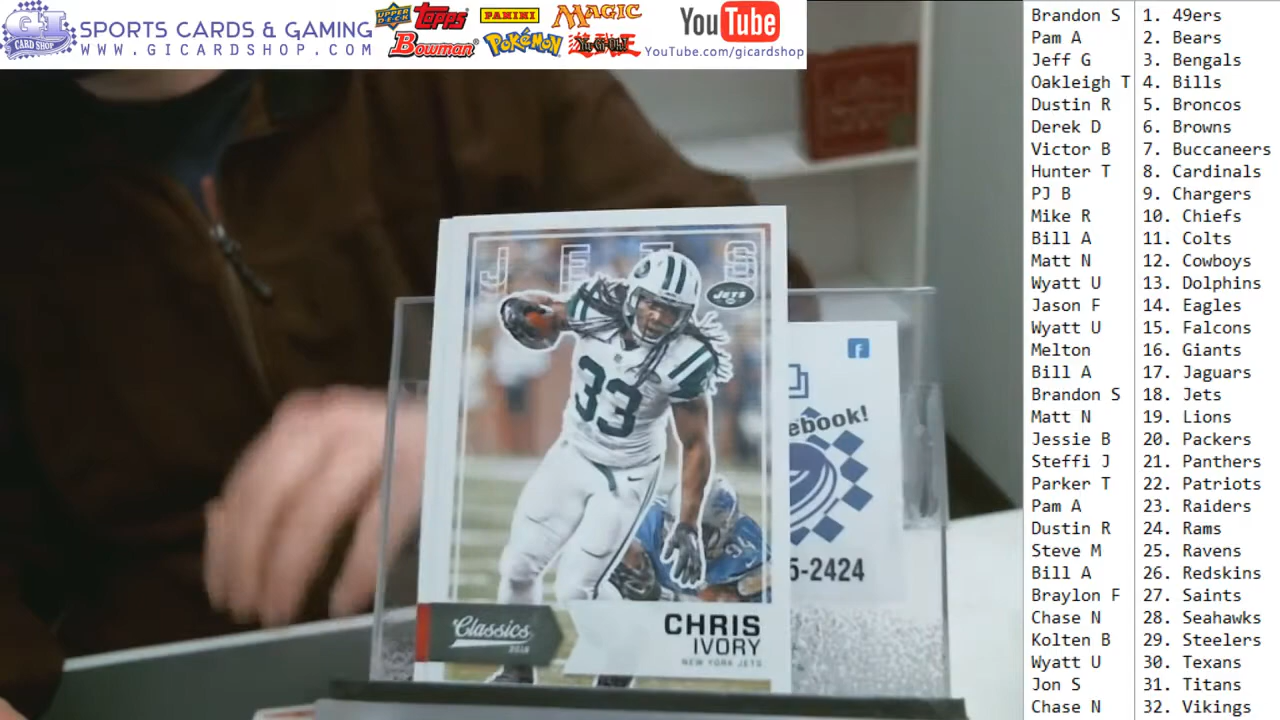 GI
CARD SHOP
SPORTS CARDS & GAMING
WWW.GICARDSHOP.COM
UPPER DECK
Topps
Bowman
PANINI
Pokémon
MAGIC
Yu-Gi-Oh!
YouTube
YouTube.com/gicardshop
JETS
JETS
33
94
Classics
2016
CHRIS
IVORY
NEW YORK JETS
f
ebook!
5-2424
Brandon S 1. 49ers
Pam A 2. Bears
Jeff G 3. Bengals
Oakleigh T 4. Bills
Dustin R 5. Broncos
Derek D 6. Browns
Victor B 7. Buccaneers
Hunter T 8. Cardinals
PJ B 9. Chargers
Mike R 10. Chiefs
Bill A 11. Colts
Matt N 12. Cowboys
Wyatt U 13. Dolphins
Jason F 14. Eagles
Wyatt U 15. Falcons
Melton 16. Giants
Bill A 17. Jaguars
Brandon S 18. Jets
Matt N 19. Lions
Jessie B 20. Packers
Steffi J 21. Panthers
Parker T 22. Patriots
Pam A 23. Raiders
Dustin R 24. Rams
Steve M 25. Ravens
Bill A 26. Redskins
Braylon F 27. Saints
Chase N 28. Seahawks
Kolten B 29. Steelers
Wyatt U 30. Texans
Jon S 31. Titans
Chase N 32. Vikings